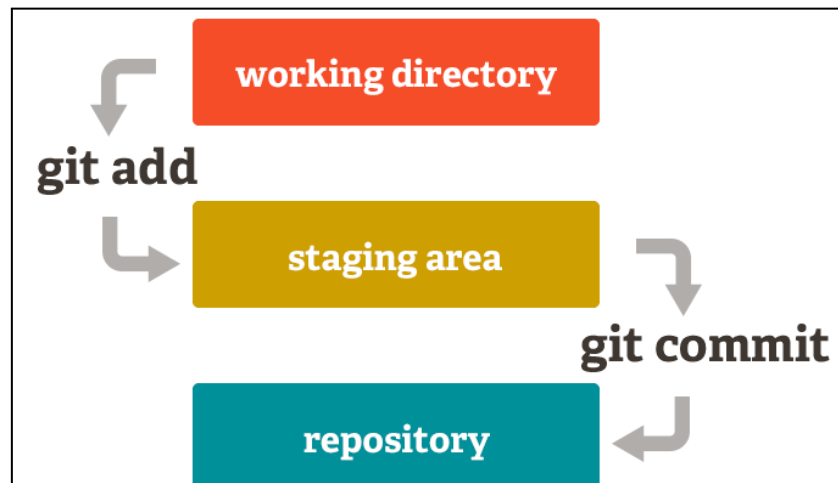 working directory
git add
staging area
git commit
repository